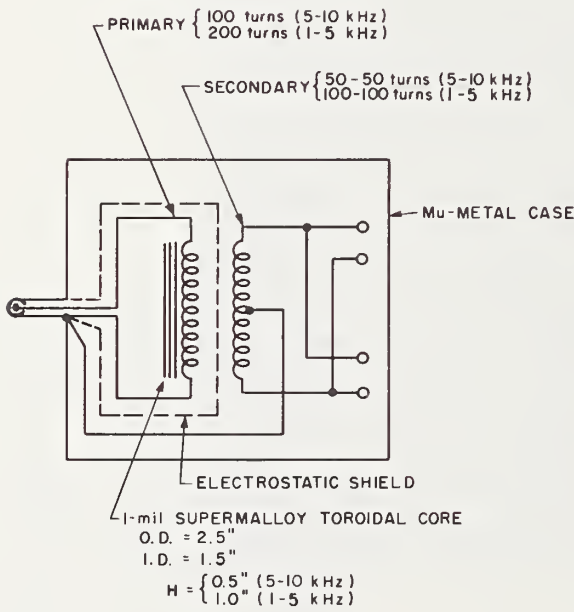 PRIMARY { 100 turns (5-10 kHz)
200 turns (1-5 kHz)
SECONDARY { 50-50 turns (5-10 kHz)
100-100 turns (1-5 kHz)
Mu-METAL CASE
ELECTROSTATIC SHIELD
1-mil SUPERMALLOY TOROIDAL CORE
O.D. = 2.5"
I.D. = 1.5"
H = { 0.5" (5-10 kHz)
1.0" (1-5 kHz)